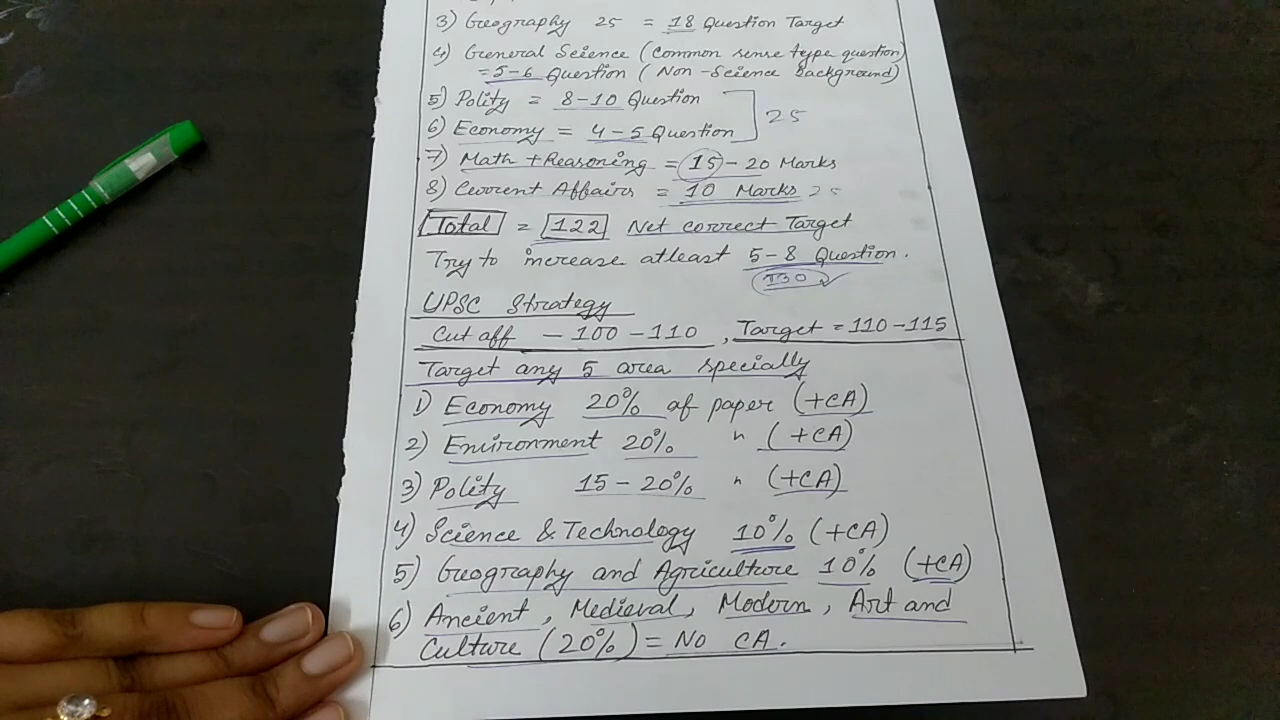 3) Geography 25 = 18 Question Target
4) General Science (Common sense type question)
= 5-6 Question (Non-Science Background)
5) Polity = 8-10 Question
6) Economy = 4-5 Question
25
7) Math + Reasoning = 15-20 Marks
8) Current Affairs = 10 Marks 25
Total = 122 Net correct Target
Try to increase atleast 5-8 Question.
130
UPSC Strategy
Cut off - 100-110, Target = 110-115
Target any 5 area specially
1) Economy 20% of paper (+CA)
2) Environment 20% " (+CA)
3) Polity 15-20% " (+CA)
4) Science & Technology 10% (+CA)
5) Geography and Agriculture 10% (+CA)
6) Ancient, Medieval, Modern, Art and
Culture (20%) = No CA.